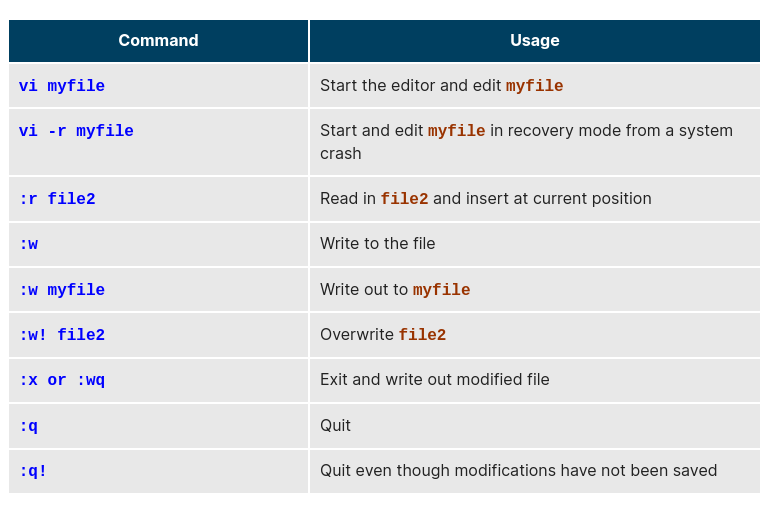 Command Usage
vi myfile Start the editor and edit myfile
vi -r myfile Start and edit myfile in recovery mode from a system
crash
:r file2 Read in file2 and insert at current position
:w Write to the file
:w myfile Write out to myfile
:w! file2 Overwrite file2
:x or :wq Exit and write out modified file
:q Quit
:q! Quit even though modifications have not been saved